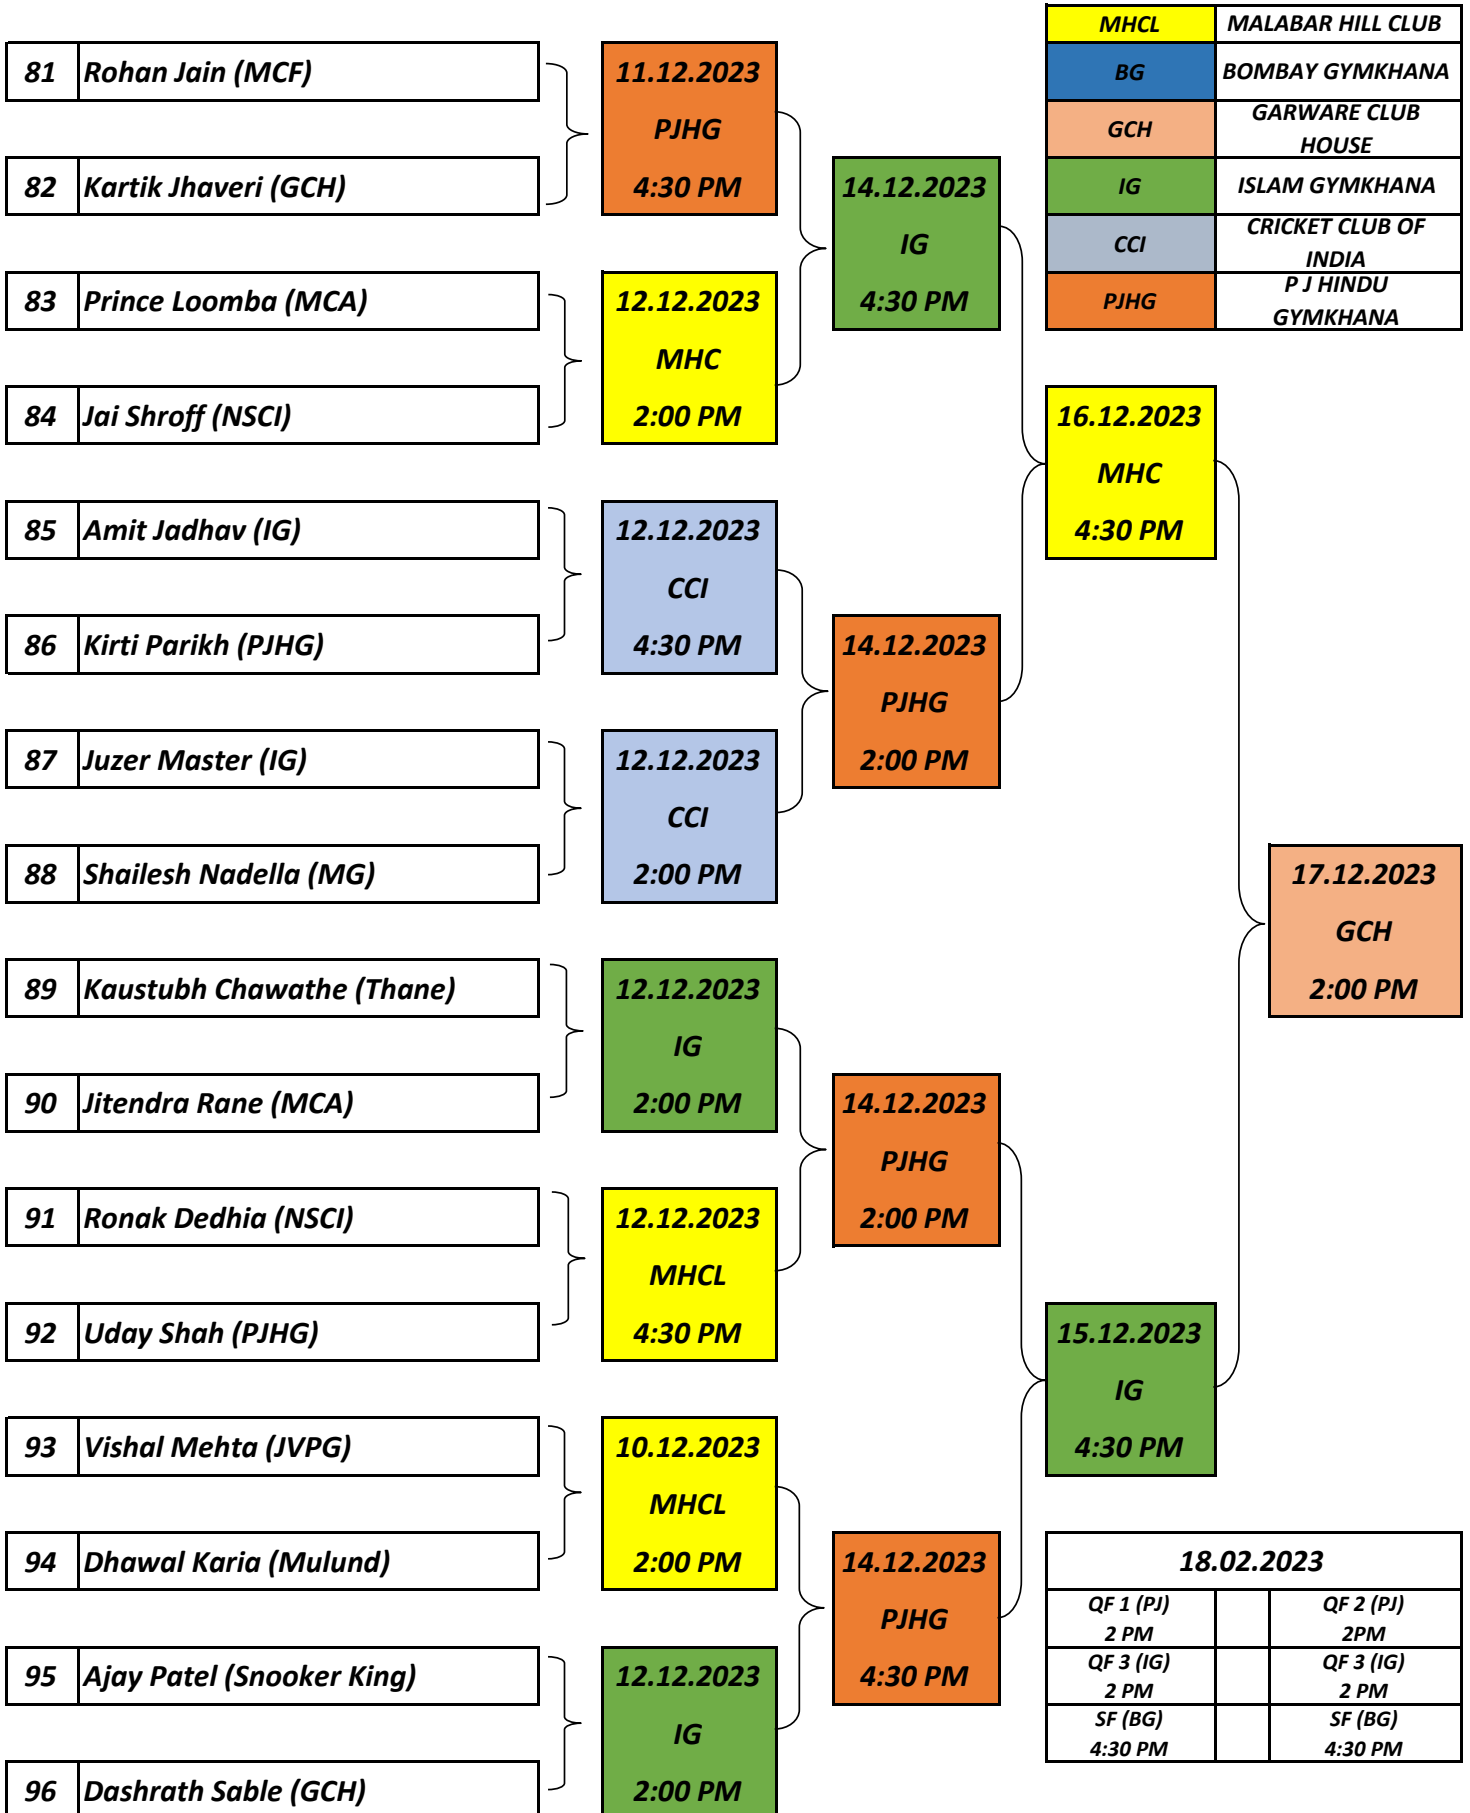 MHCL MALABAR HILL CLUB
BG BOMBAY GYMKHANA
GCH GARWARE CLUB
HOUSE
IG ISLAM GYMKHANA
CCI CRICKET CLUB OF
INDIA
PJHG P J HINDU
GYMKHANA
81 Rohan Jain (MCF)
82 Kartik Jhaveri (GCH)
83 Prince Loomba (MCA)
84 Jai Shroff (NSCI)
85 Amit Jadhav (IG)
86 Kirti Parikh (PJHG)
87 Juzer Master (IG)
88 Shailesh Nadella (MG)
89 Kaustubh Chawathe (Thane)
90 Jitendra Rane (MCA)
91 Ronak Dedhia (NSCI)
92 Uday Shah (PJHG)
93 Vishal Mehta (JVPG)
94 Dhawal Karia (Mulund)
95 Ajay Patel (Snooker King)
96 Dashrath Sable (GCH)
11.12.2023
PJHG
4:30 PM
12.12.2023
MHC
2:00 PM
12.12.2023
CCI
4:30 PM
12.12.2023
CCI
2:00 PM
12.12.2023
IG
2:00 PM
12.12.2023
MHCL
4:30 PM
10.12.2023
MHCL
2:00 PM
12.12.2023
IG
2:00 PM
14.12.2023
IG
4:30 PM
14.12.2023
PJHG
2:00 PM
14.12.2023
PJHG
2:00 PM
14.12.2023
PJHG
4:30 PM
16.12.2023
MHC
4:30 PM
15.12.2023
IG
4:30 PM
17.12.2023
GCH
2:00 PM
18.02.2023
QF 1 (PJ) QF 2 (PJ)
2 PM 2PM
QF 3 (IG) QF 3 (IG)
2 PM 2 PM
SF (BG) SF (BG)
4:30 PM 4:30 PM